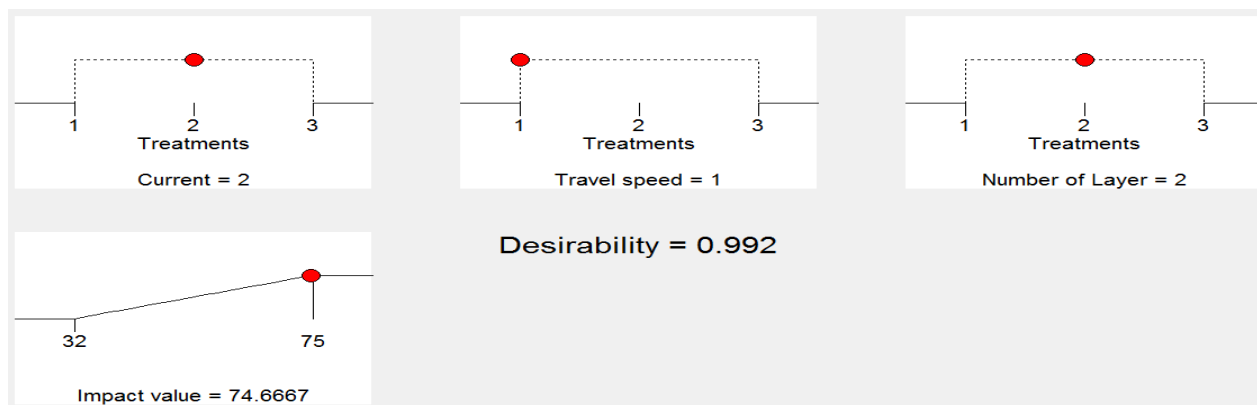 1 2 3
Treatments
Current = 2
1 2 3
Treatments
Travel speed = 1
1 2 3
Treatments
Number of Layer = 2
Desirability = 0.992
32 75
Impact value = 74.6667